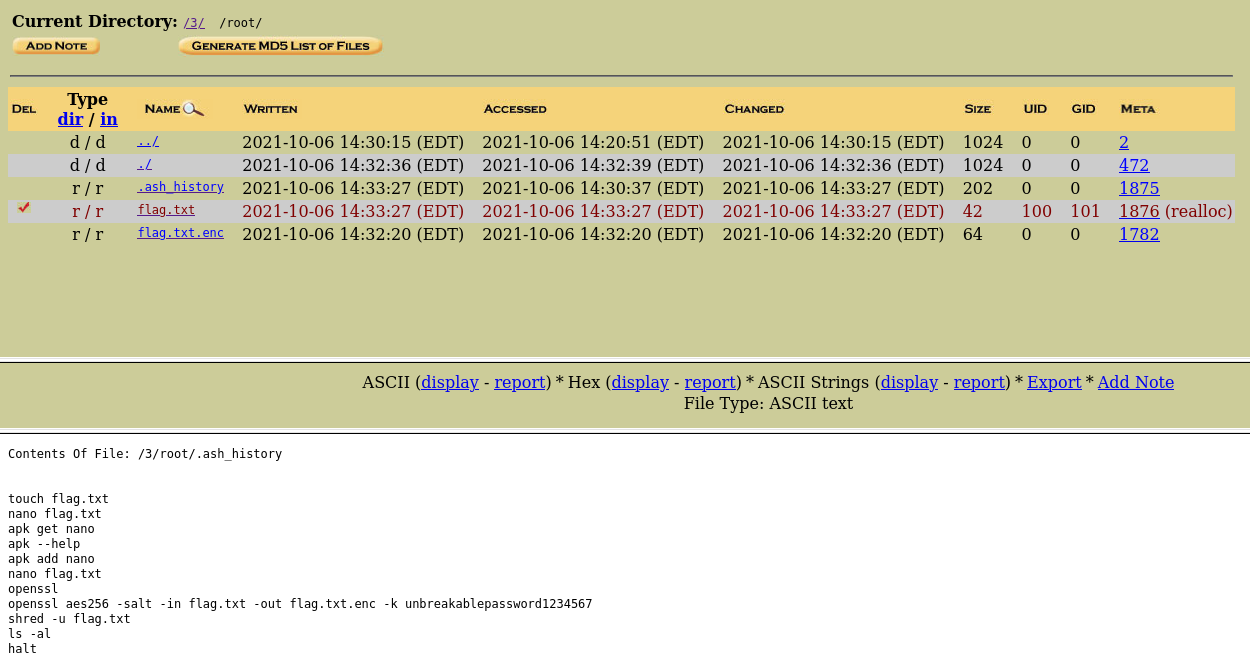 Current Directory: /3/ /root/
ADD NOTE GENERATE MD5 LIST OF FILES
DEL Type dir / in NAME WRITTEN ACCESSED CHANGED SIZE UID GID META
d / d ../ 2021-10-06 14:30:15 (EDT) 2021-10-06 14:20:51 (EDT) 2021-10-06 14:30:15 (EDT) 1024 0 0 2
d / d ./ 2021-10-06 14:32:36 (EDT) 2021-10-06 14:32:39 (EDT) 2021-10-06 14:32:36 (EDT) 1024 0 0 472
r / r .ash_history 2021-10-06 14:33:27 (EDT) 2021-10-06 14:30:37 (EDT) 2021-10-06 14:33:27 (EDT) 202 0 0 1875
r / r flag.txt 2021-10-06 14:33:27 (EDT) 2021-10-06 14:33:27 (EDT) 2021-10-06 14:33:27 (EDT) 42 100 101 1876 (realloc)
r / r flag.txt.enc 2021-10-06 14:32:20 (EDT) 2021-10-06 14:32:20 (EDT) 2021-10-06 14:32:20 (EDT) 64 0 0 1782
ASCII (display - report) * Hex (display - report) * ASCII Strings (display - report) * Export * Add Note
File Type: ASCII text
Contents Of File: /3/root/.ash_history
touch flag.txt
nano flag.txt
apk get nano
apk --help
apk add nano
nano flag.txt
openssl
openssl aes256 -salt -in flag.txt -out flag.txt.enc -k unbreakablepassword1234567
shred -u flag.txt
ls -al
halt